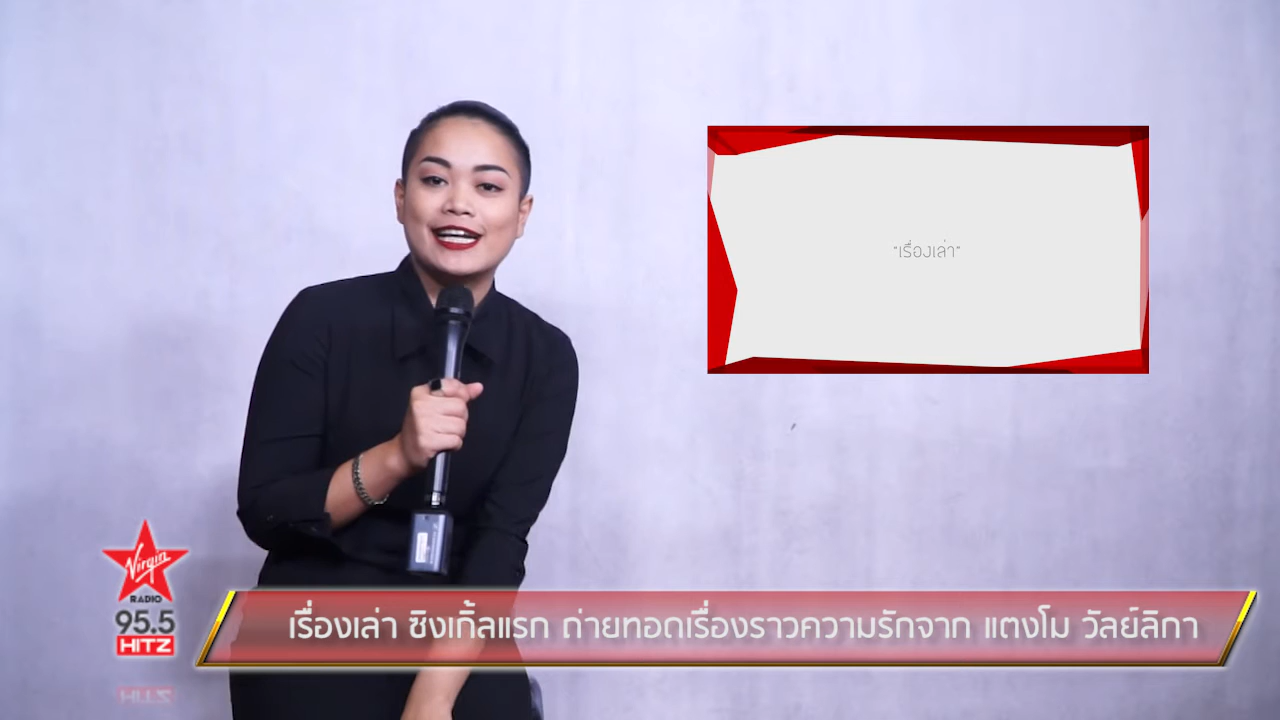 "เรื่องเล่า"
Virgin
RADIO
95.5
HITZ
เรื่องเล่า ซิงเกิ้ลแรก ถ่ายทอดเรื่องราวความรักจาก แตงโม วัลย์ลิกา